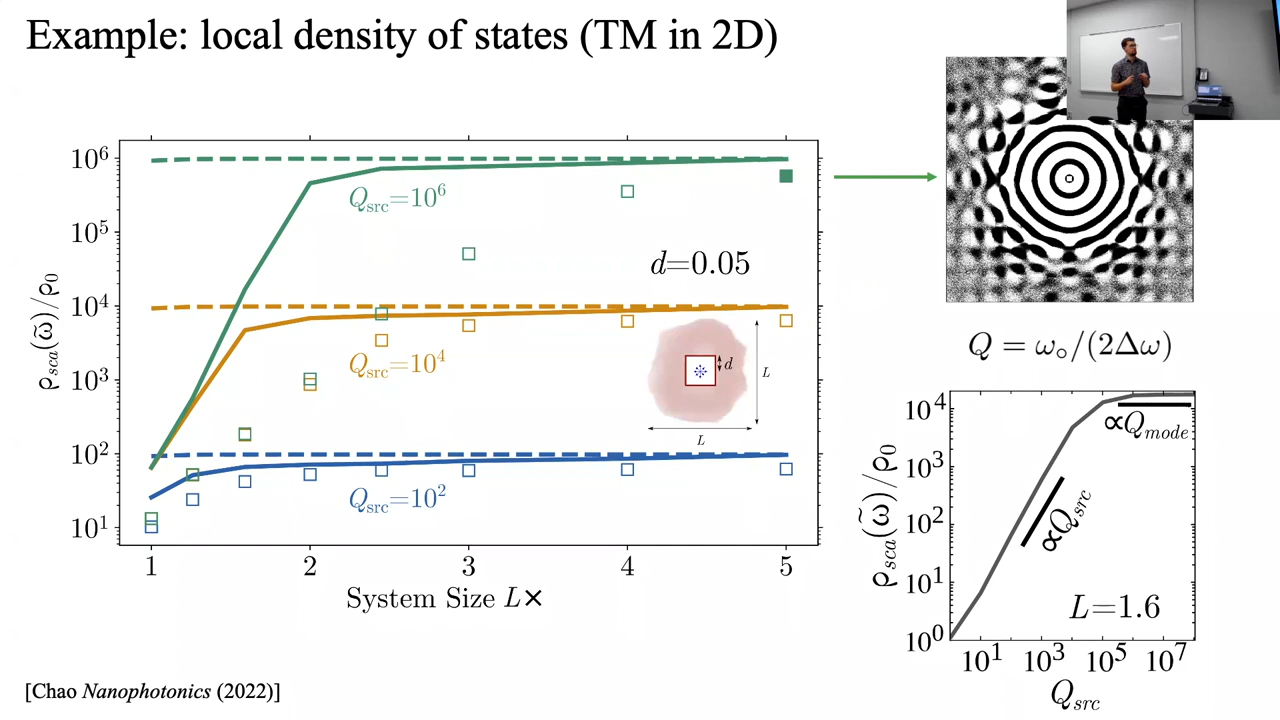 Example: local density of states (TM in 2D)
ρ_sca(ω̃)/ρ_0
10^6
10^5
10^4
10^3
10^2
10^1
Q_src=10^6
d=0.05
Q_src=10^4
d
L
L
Q_src=10^2
1 2 3 4 5
System Size L×
Q = ω_∘/(2Δω)
ρ_sca(ω̃)/ρ_0
10^4
10^3
10^2
10^1
10^0
∝Q_mode
∝Q_src
L=1.6
10^1 10^3 10^5 10^7
Q_src
[Chao Nanophotonics (2022)]